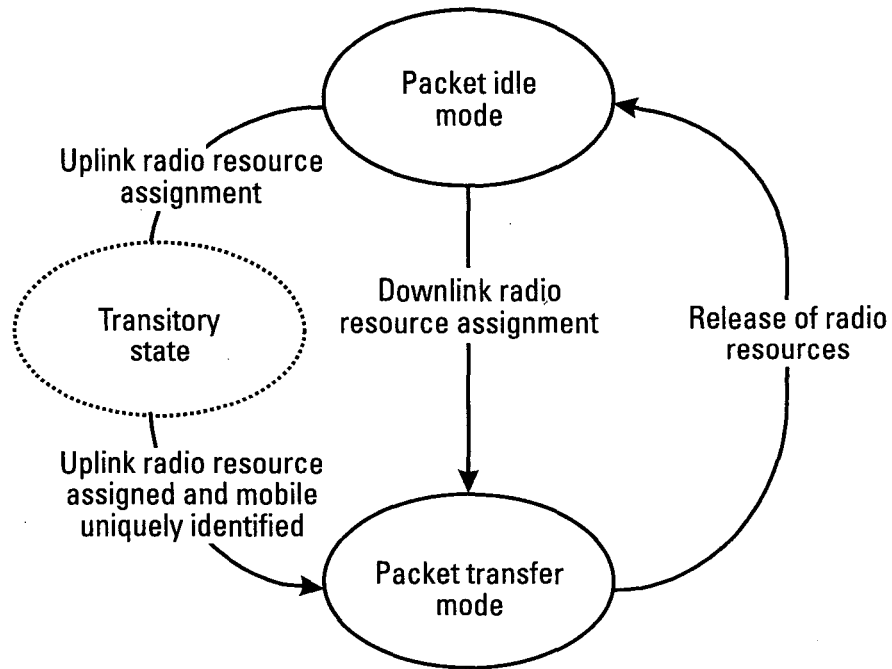 Packet idle
mode
Uplink radio resource
assignment
Transitory
state
Downlink radio
resource assignment
Release of radio
resources
Uplink radio resource
assigned and mobile
uniquely identified
Packet transfer
mode